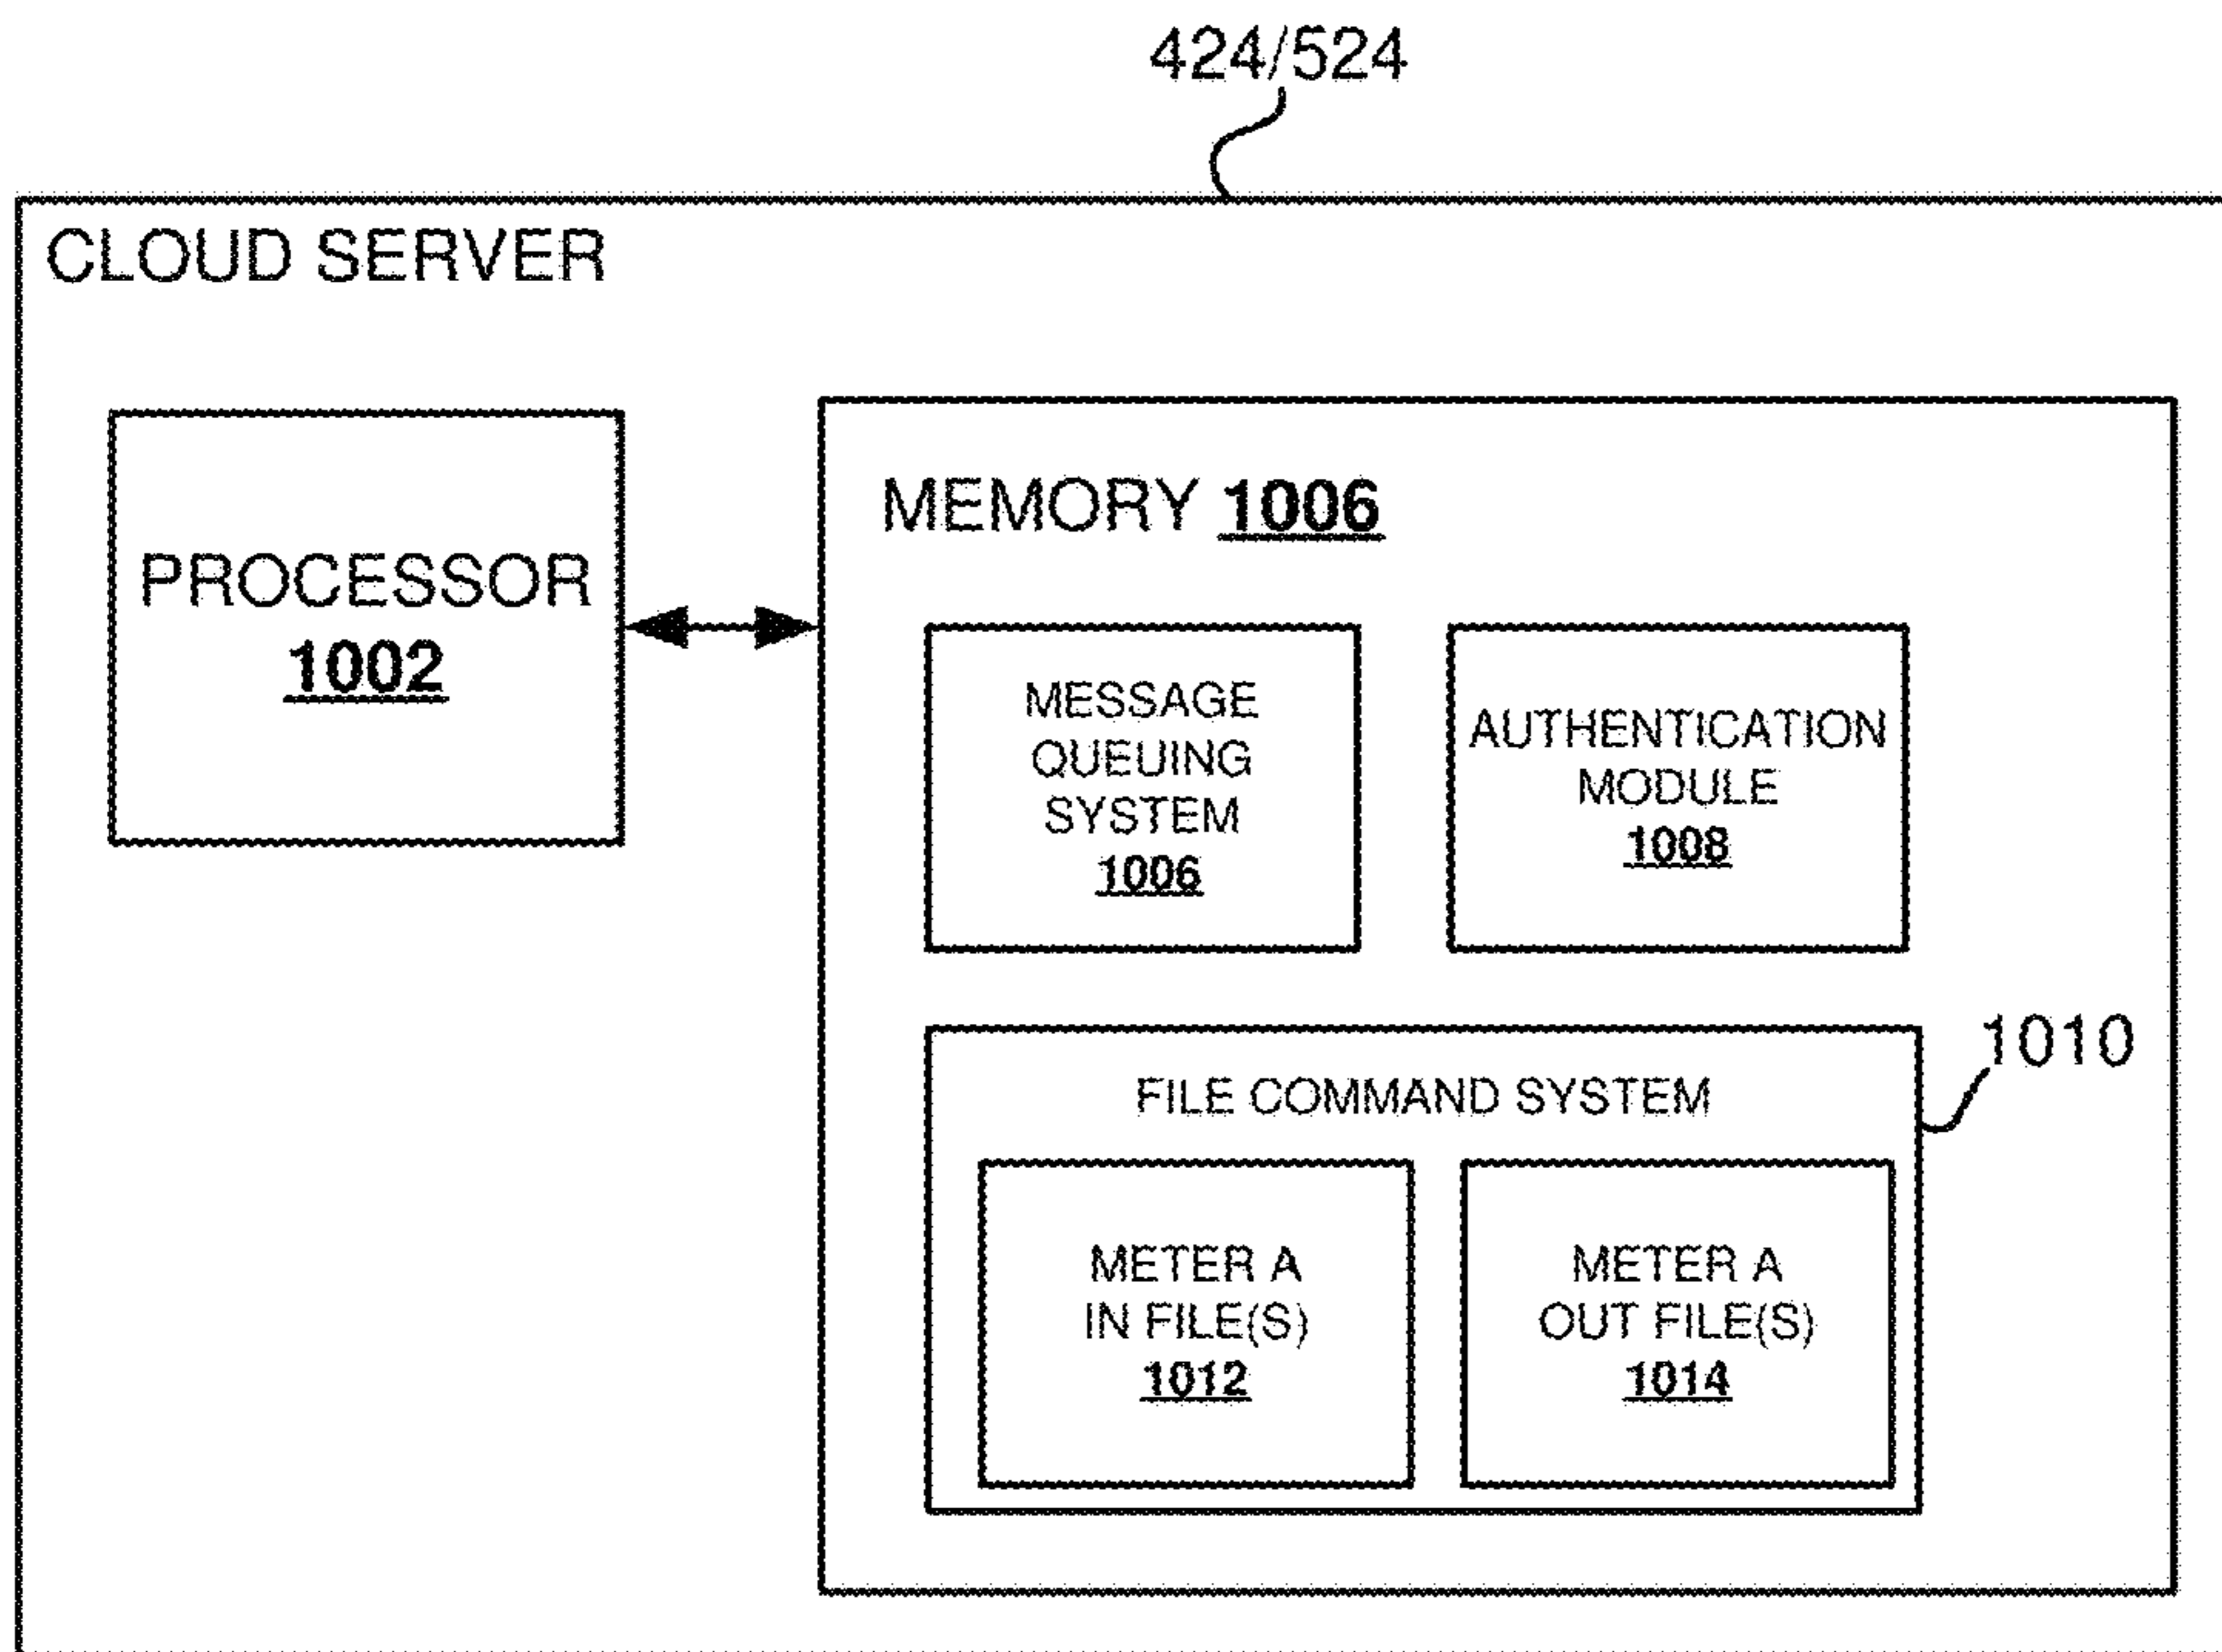 424/524
CLOUD SERVER
PROCESSOR
1002
MEMORY 1006
MESSAGE
QUEUING
SYSTEM
1006
AUTHENTICATION
MODULE
1008
1010
FILE COMMAND SYSTEM
METER A
IN FILE(S)
1012
METER A
OUT FILE(S)
1014